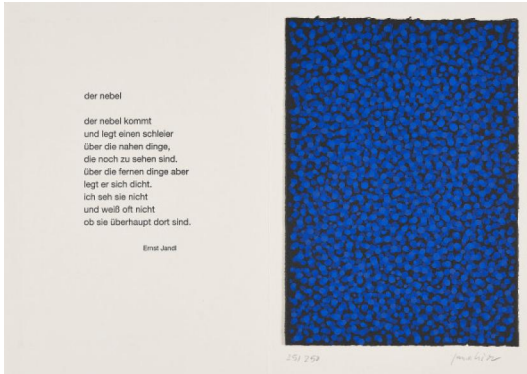 der nebel
der nebel kommt
und legt einen schleier
über die nahen dinge,
die noch zu sehen sind.
über die fernen dinge aber
legt er sich dicht.
ich seh sie nicht
und weiß oft nicht
ob sie überhaupt dort sind.
Ernst Jandl